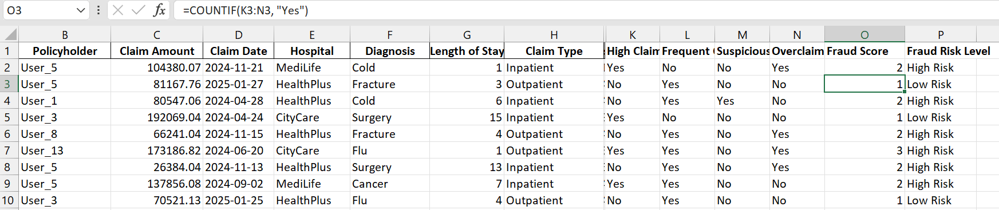 O3 fx =COUNTIF(K3:N3, "Yes")
B C D E F G H K L M N O P
1 Policyholder Claim Amount Claim Date Hospital Diagnosis Length of Stay Claim Type High Claim Frequent Suspicious Overclaim Fraud Score Fraud Risk Level
2 User_5 104380.07 2024-11-21 MediLife Cold 1 Inpatient Yes No No Yes 2 High Risk
3 User_5 81167.76 2025-01-27 HealthPlus Fracture 3 Outpatient No Yes No No 1 Low Risk
4 User_1 80547.06 2024-04-28 HealthPlus Cold 6 Inpatient No Yes Yes No 2 High Risk
5 User_3 192069.04 2024-04-24 CityCare Surgery 15 Inpatient Yes No No No 1 Low Risk
6 User_8 66241.04 2024-11-15 HealthPlus Fracture 4 Outpatient No Yes No Yes 2 High Risk
7 User_13 173186.82 2024-06-20 CityCare Flu 1 Outpatient Yes Yes No Yes 3 High Risk
8 User_5 26384.04 2024-11-13 HealthPlus Surgery 13 Inpatient No Yes No Yes 2 High Risk
9 User_5 137856.08 2024-09-02 MediLife Cancer 7 Inpatient Yes Yes No No 2 High Risk
10 User_3 70521.13 2025-01-25 HealthPlus Flu 4 Outpatient No Yes No No 1 Low Risk